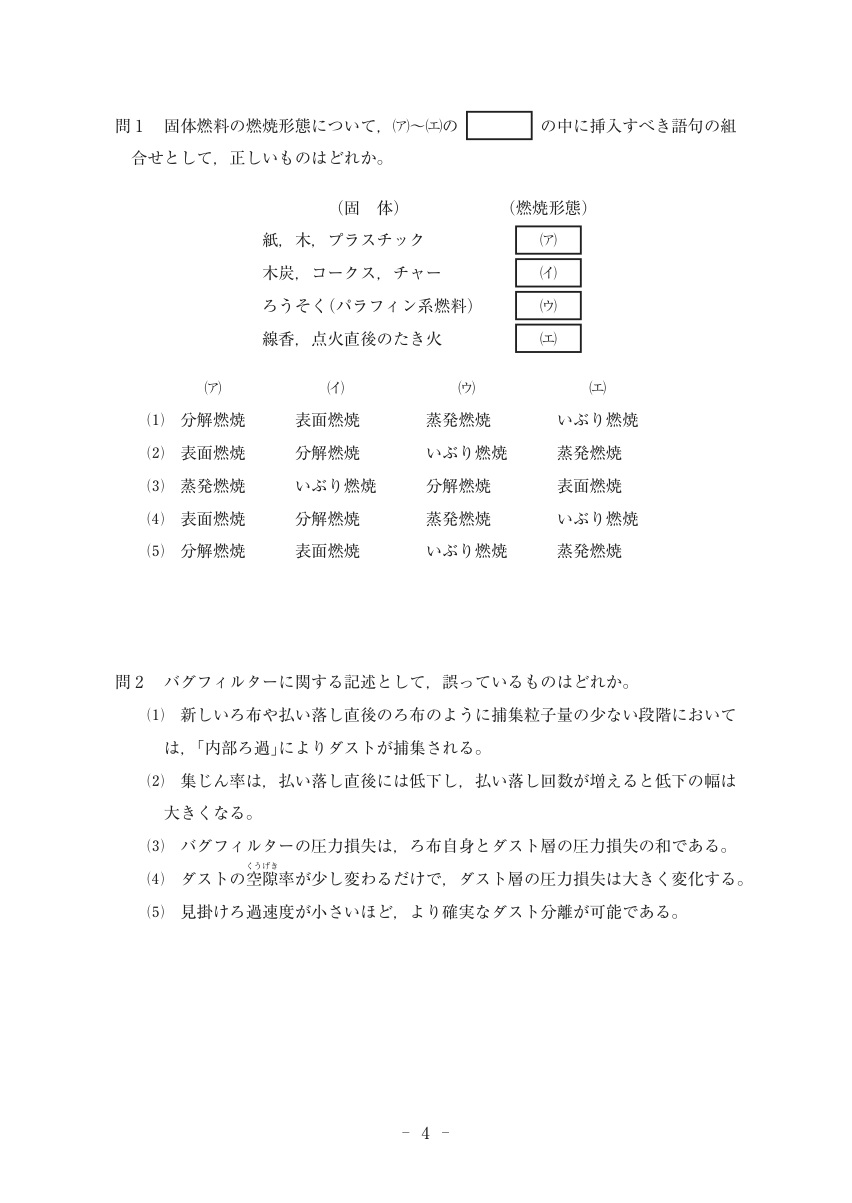 問1　固体燃料の燃焼形態について，㋐～㋓の　　　　の中に挿入すべき語句の組
合せとして，正しいものはどれか。
（固　体）　（燃焼形態）
紙，木，プラスチック　㋐
木炭，コークス，チャー　㋑
ろうそく（パラフィン系燃料）　㋒
線香，点火直後のたき火　㋓
㋐　㋑　㋒　㋓
⑴　分解燃焼　表面燃焼　蒸発燃焼　いぶり燃焼
⑵　表面燃焼　分解燃焼　いぶり燃焼　蒸発燃焼
⑶　蒸発燃焼　いぶり燃焼　分解燃焼　表面燃焼
⑷　表面燃焼　分解燃焼　蒸発燃焼　いぶり燃焼
⑸　分解燃焼　表面燃焼　いぶり燃焼　蒸発燃焼
問2　バグフィルターに関する記述として，誤っているものはどれか。
⑴　新しいろ布や払い落し直後のろ布のように捕集粒子量の少ない段階において
は，「内部ろ過」によりダストが捕集される。
⑵　集じん率は，払い落し直後には低下し，払い落し回数が増えると低下の幅は
大きくなる。
⑶　バグフィルターの圧力損失は，ろ布自身とダスト層の圧力損失の和である。
くうげき
⑷　ダストの空隙率が少し変わるだけで，ダスト層の圧力損失は大きく変化する。
⑸　見掛けろ過速度が小さいほど，より確実なダスト分離が可能である。
－ 4 －